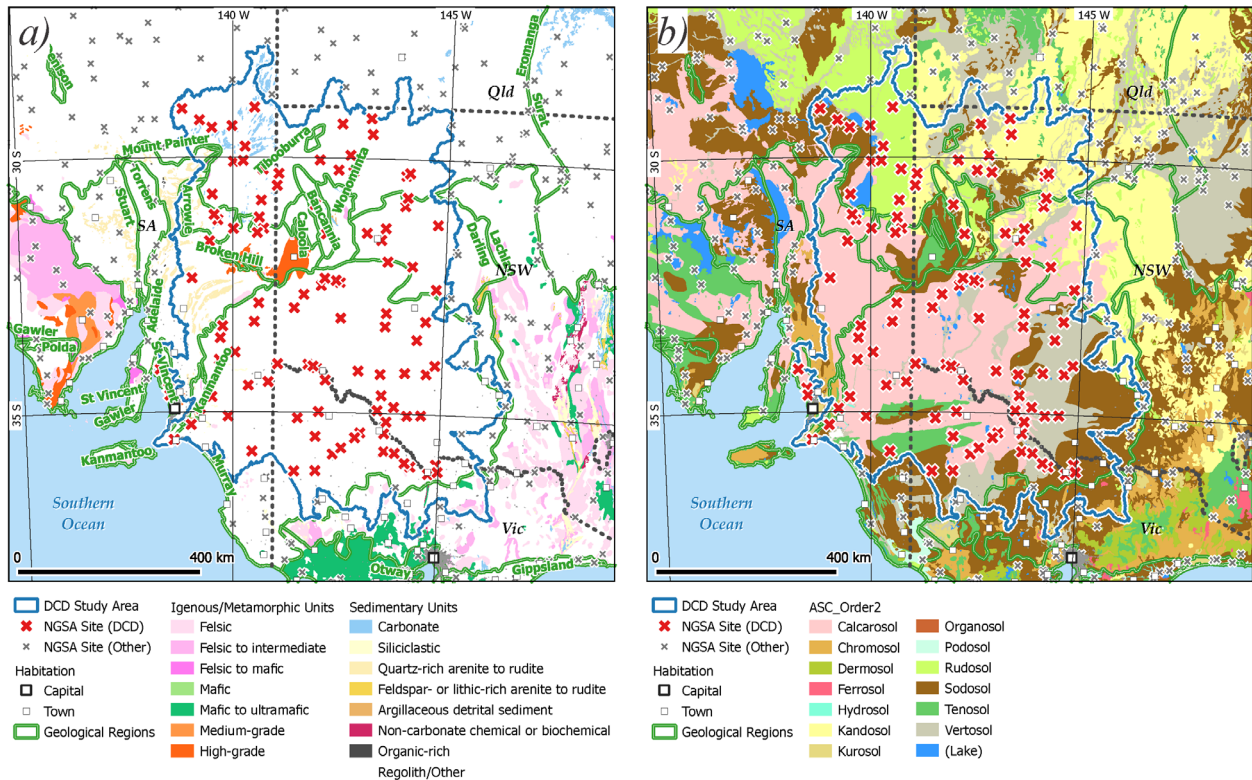 a)
140 W
145 W
Eromanga
enison
Qld
Surat
Mount Painter
Tibooburra
30 S
Nogominita
Torrens
Stuart
Arrowie
Bancannia
Caloola
SA
Broken Hill
Darling
Lachlan
NSW
Adelaide
Gawler
Polda
St Vincent
Kanmantoo
St Vincent
Gawler
35 S
Kanmantoo
Murray
Southern
Ocean
Vic
0
400 km
Otway
Gippsland
DCD Study Area
NGSA Site (DCD)
NGSA Site (Other)
Habitation
Capital
Town
Geological Regions
Igenous/Metamorphic Units
Felsic
Felsic to intermediate
Felsic to mafic
Mafic
Mafic to ultramafic
Medium-grade
High-grade
Sedimentary Units
Carbonate
Siliciclastic
Quartz-rich arenite to rudite
Feldspar- or lithic-rich arenite to rudite
Argillaceous detrital sediment
Non-carbonate chemical or biochemical
Organic-rich
Regolith/Other
b)
140 W
145 W
Qld
30 S
SA
NSW
35 S
Southern
Ocean
Vic
0
400 km
DCD Study Area
NGSA Site (DCD)
NGSA Site (Other)
Habitation
Capital
Town
Geological Regions
ASC_Order2
Calcarosol
Chromosol
Dermosol
Ferrosol
Hydrosol
Kandosol
Kurosol
Organosol
Podosol
Rudosol
Sodosol
Tenosol
Vertosol
(Lake)